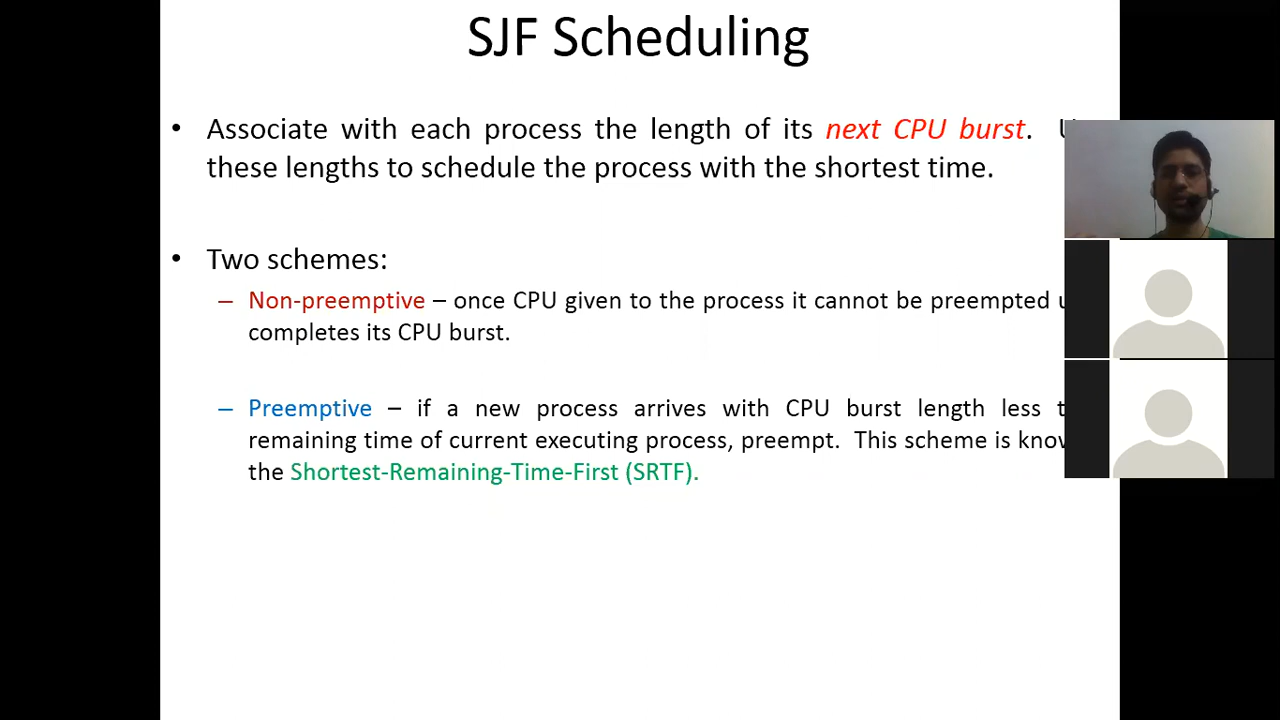 SJF Scheduling
• Associate with each process the length of its next CPU burst.
these lengths to schedule the process with the shortest time.
• Two schemes:
– Non-preemptive – once CPU given to the process it cannot be preempted
completes its CPU burst.
– Preemptive – if a new process arrives with CPU burst length less
remaining time of current executing process, preempt. This scheme is
the Shortest-Remaining-Time-First (SRTF).